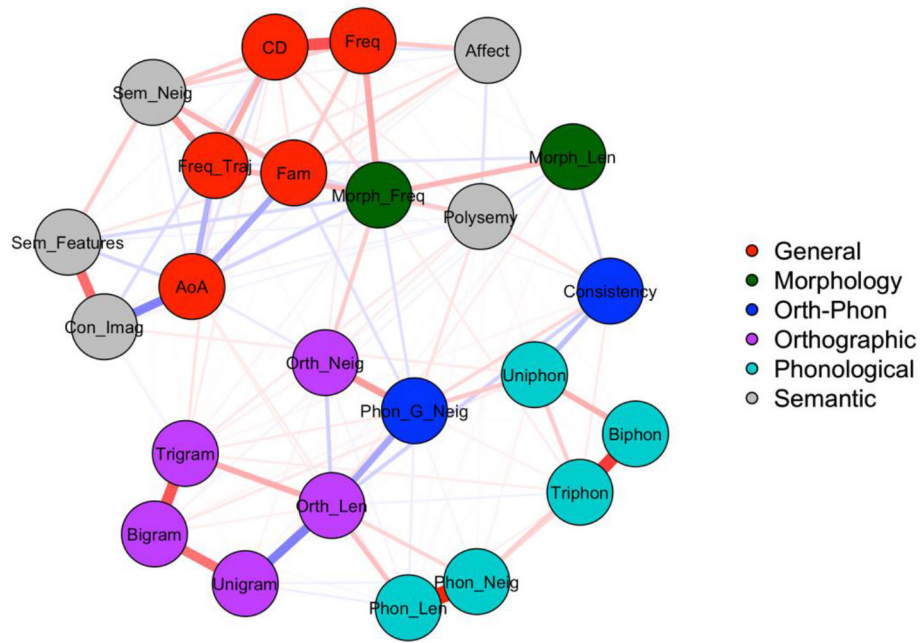 CD
Freq
Affect
Sem_Neig
Freq_Traj
Fam
Morph_Len
Morph_Freq
Polysemy
Sem_Features
AoA
Con_Imag
Consistency
Orth_Neig
Uniphon
Phon_G_Neig
Biphon
Trigram
Triphon
Orth_Len
Bigram
Unigram
Phon_Neig
Phon_Len
General
Morphology
Orth-Phon
Orthographic
Phonological
Semantic